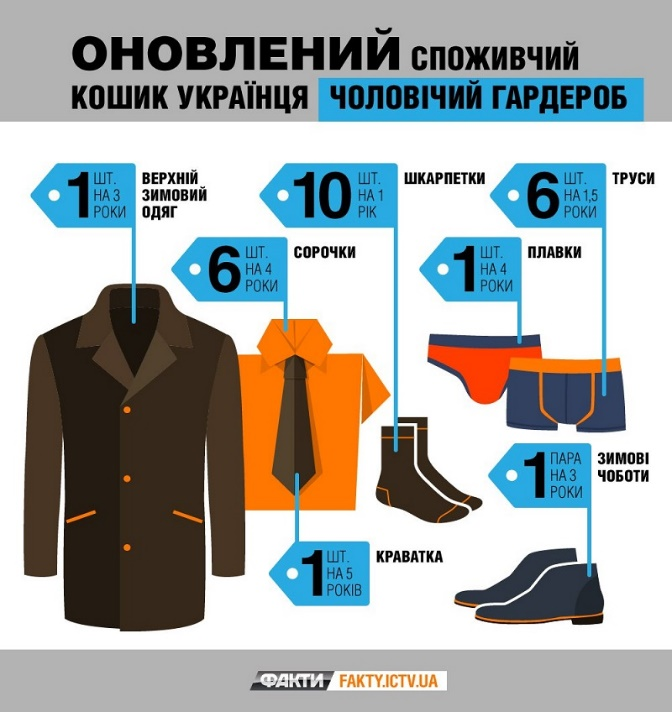 ОНОВЛЕНИЙ СПОЖИВЧИЙ
КОШИК УКРАЇНЦЯ ЧОЛОВІЧИЙ ГАРДЕРОБ
1 ШТ. НА 3 РОКИ
ВЕРХНІЙ
ЗИМОВИЙ
ОДЯГ
10 ШТ. НА 1 РІК
ШКАРПЕТКИ
6 ШТ. НА 1,5 РОКИ
ТРУСИ
6 ШТ. НА 4 РОКИ
СОРОЧКИ
1 ШТ. НА 4 РОКИ
ПЛАВКИ
1 ПАРА НА 3 РОКИ
ЗИМОВІ
ЧОБОТИ
1 ШТ. НА 5 РОКІВ
КРАВАТКА
ФАКТИ FAKTY.ICTV.UA